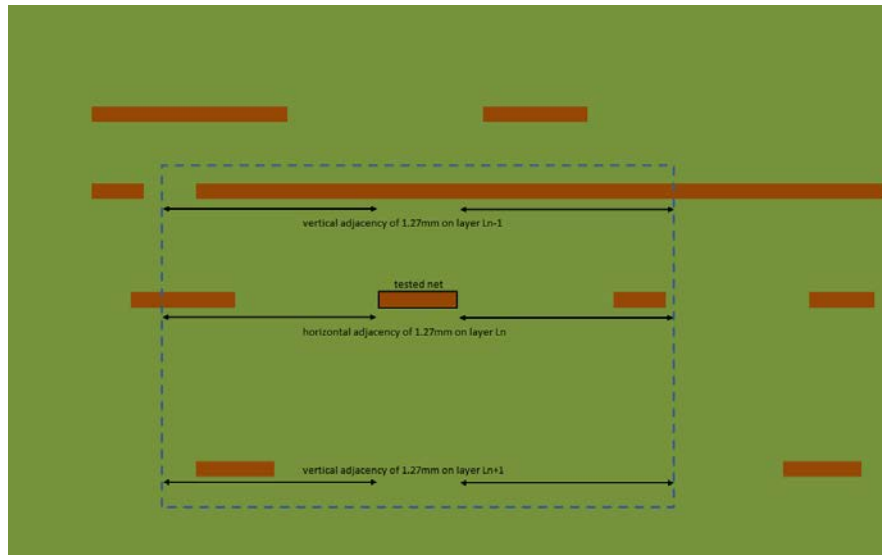 vertical adjacency of 1.27mm on layer Ln-1
tested net
horizontal adjacency of 1.27mm on layer Ln
vertical adjacency of 1.27mm on layer Ln+1